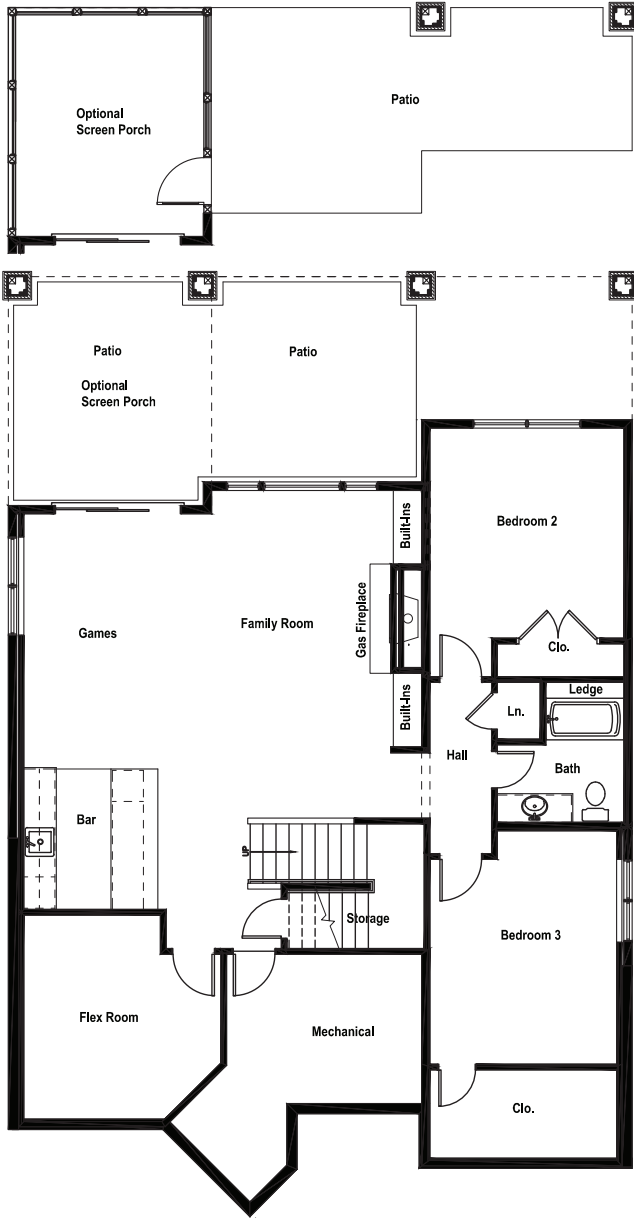 Optional
Screen Porch
Patio
Patio
Optional
Screen Porch
Patio
Built-Ins
Bedroom 2
Gas Fireplace
Games
Family Room
Clo.
Built-Ins
Ledge
Ln.
Hall
Bath
Bar
UP
Storage
Bedroom 3
Flex Room
Mechanical
Clo.